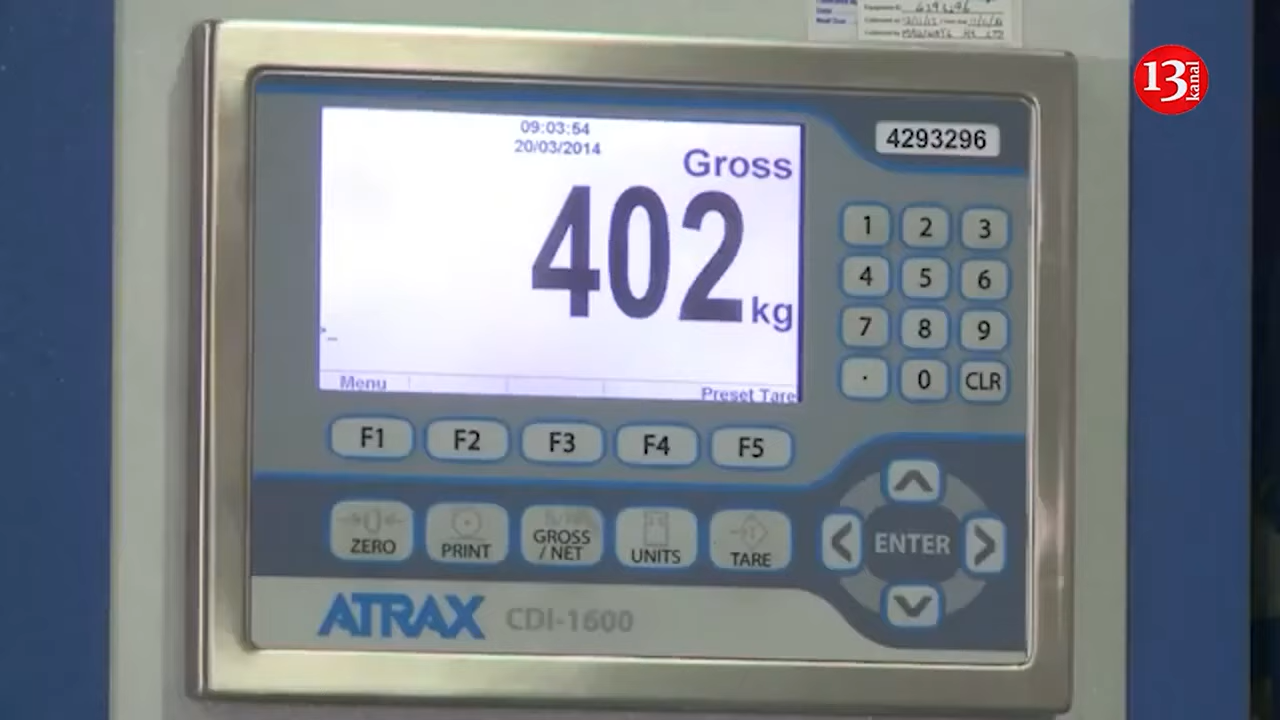 Equipment ID
13 kanal
4293296
09:03:54
20/03/2014
Gross
402 kg
>_
Menu
Preset Tare
1 2 3
4 5 6
7 8 9
. 0 CLR
F1 F2 F3 F4 F5
ZERO
PRINT
GROSS
/ NET
UNITS
TARE
ENTER
ATRAX CDI-1600